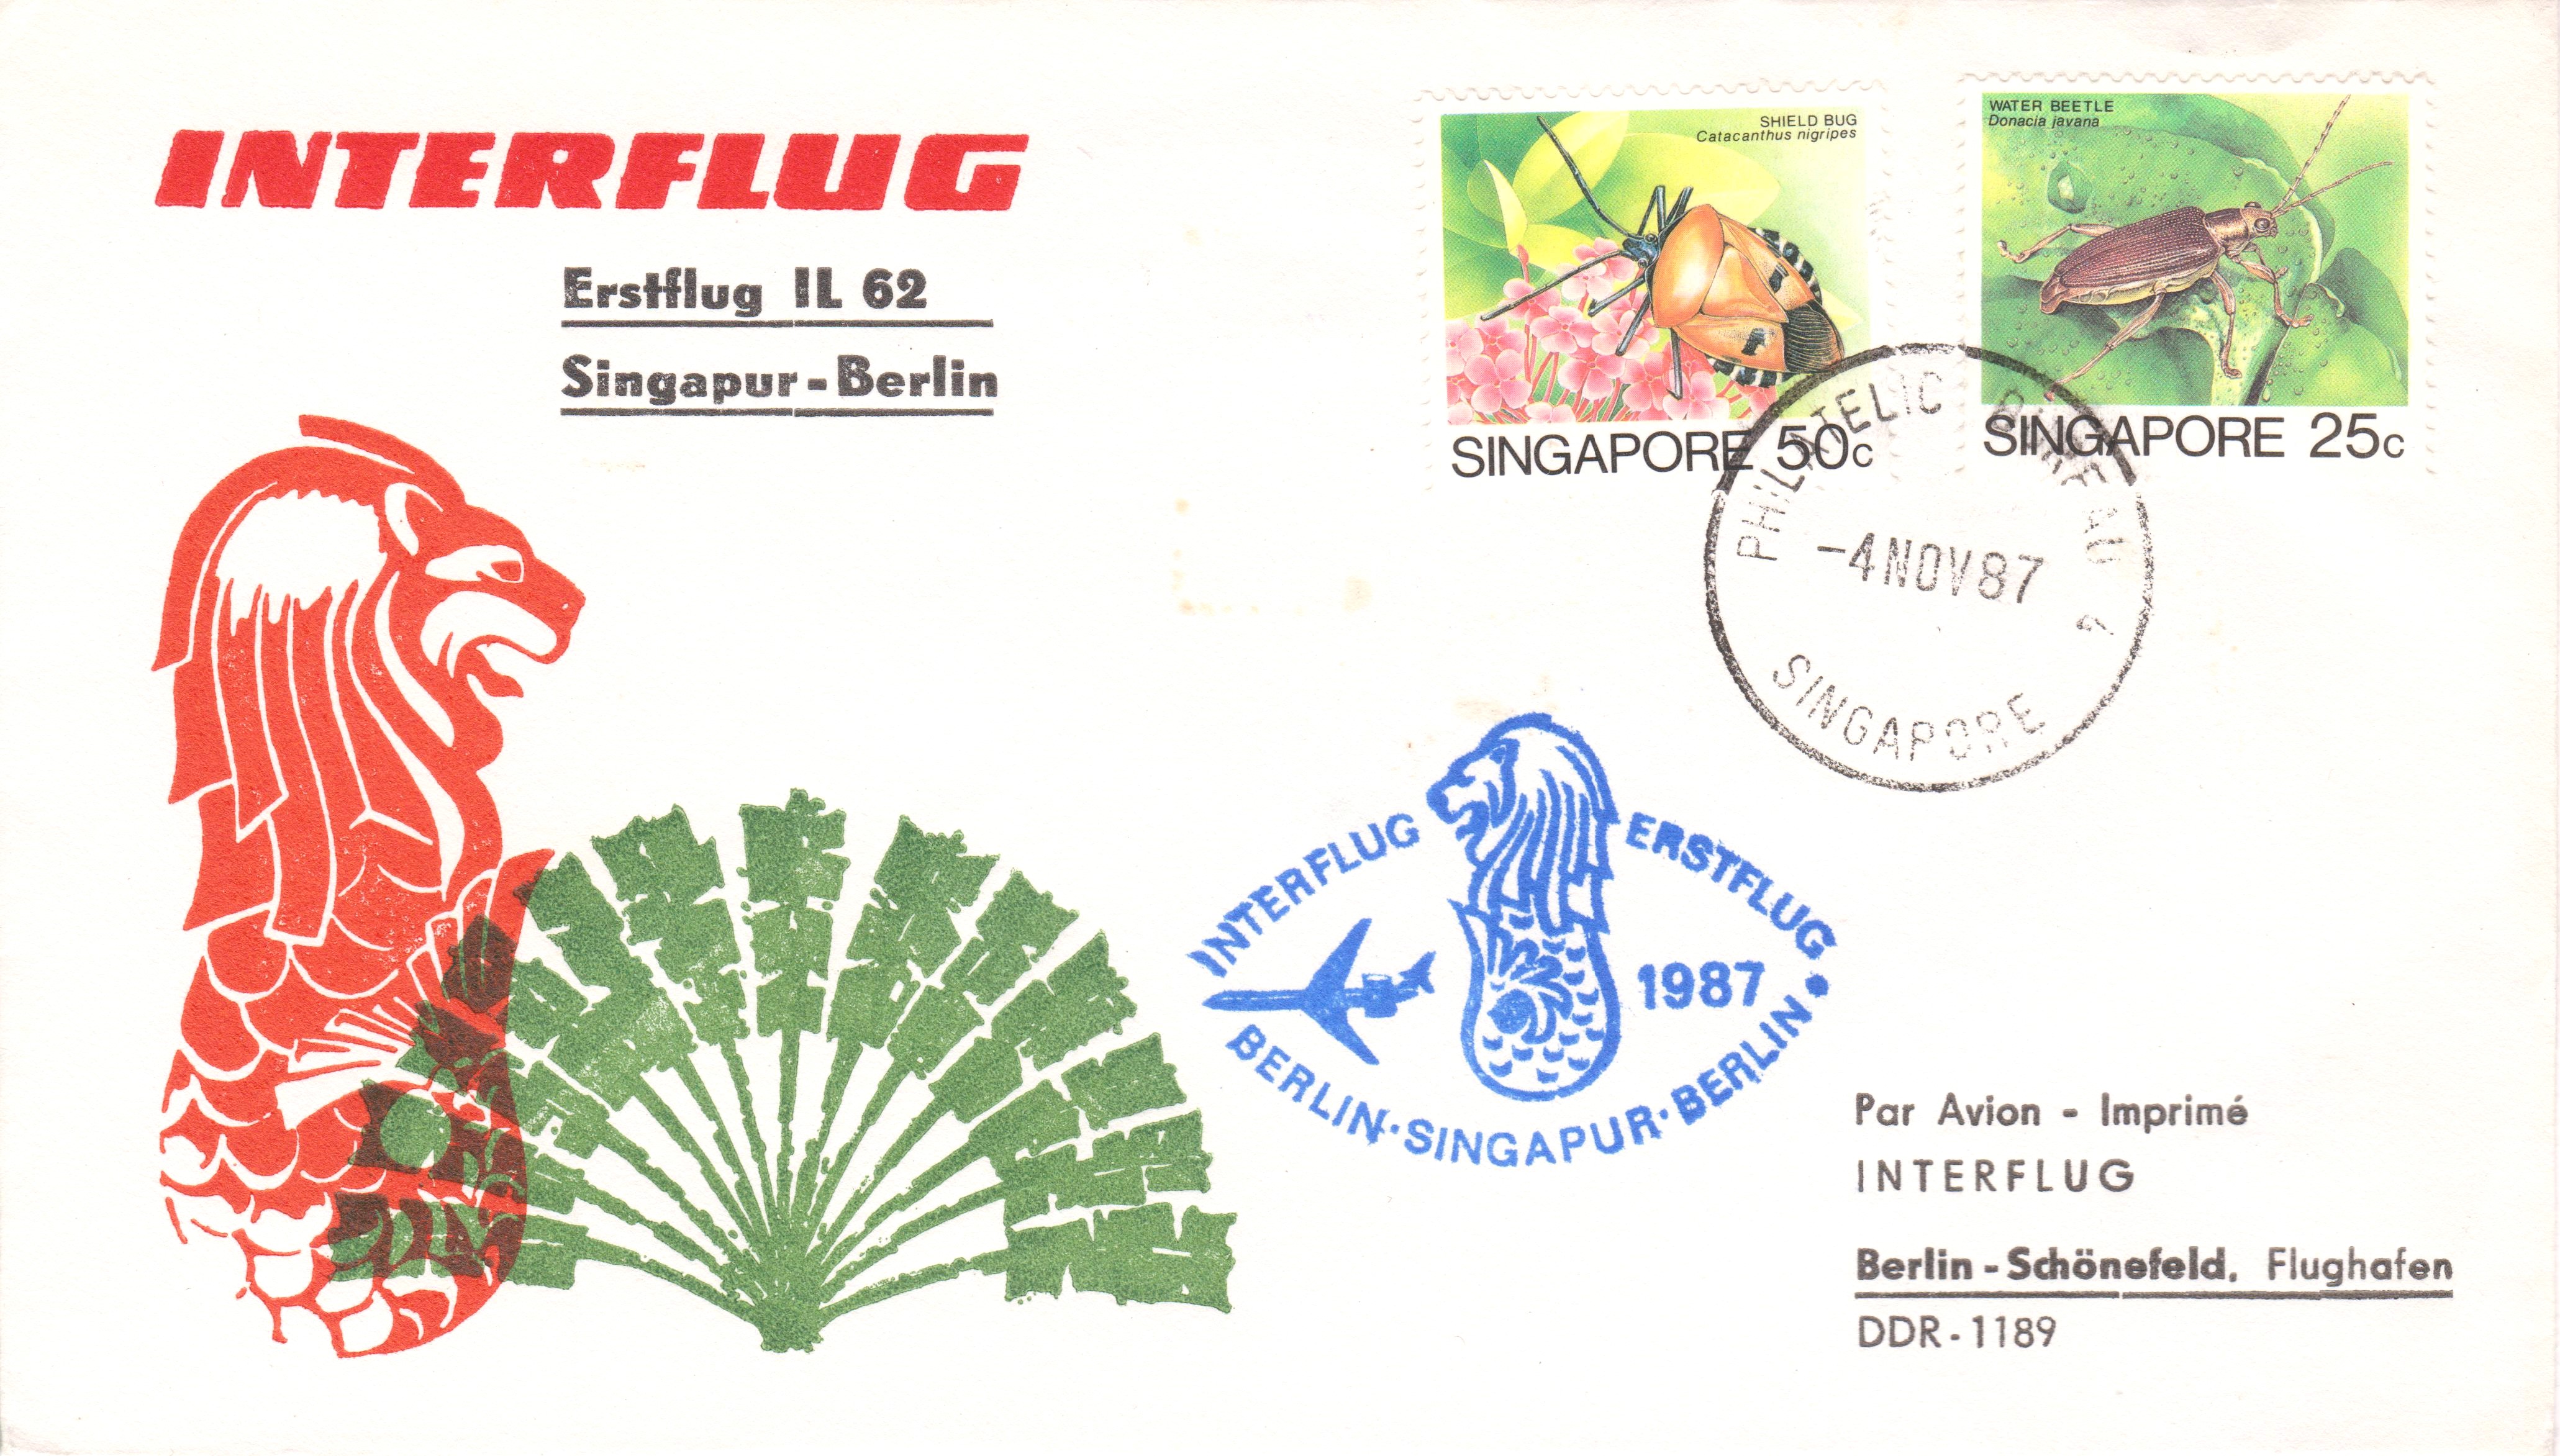 INTERFLUG
Erstflug IL 62
Singapur-Berlin
SHIELD BUG
Catacanthus nigripes
SINGAPORE 50c
WATER BEETLE
Donacia javana
SINGAPORE 25c
PHILATELIC BUREAU
-4 NOV 87
SINGAPORE
INTERFLUG ERSTFLUG
1987
BERLIN·SINGAPUR·BERLIN
Par Avion - Imprimé
INTERFLUG
Berlin-Schönefeld, Flughafen
DDR-1189